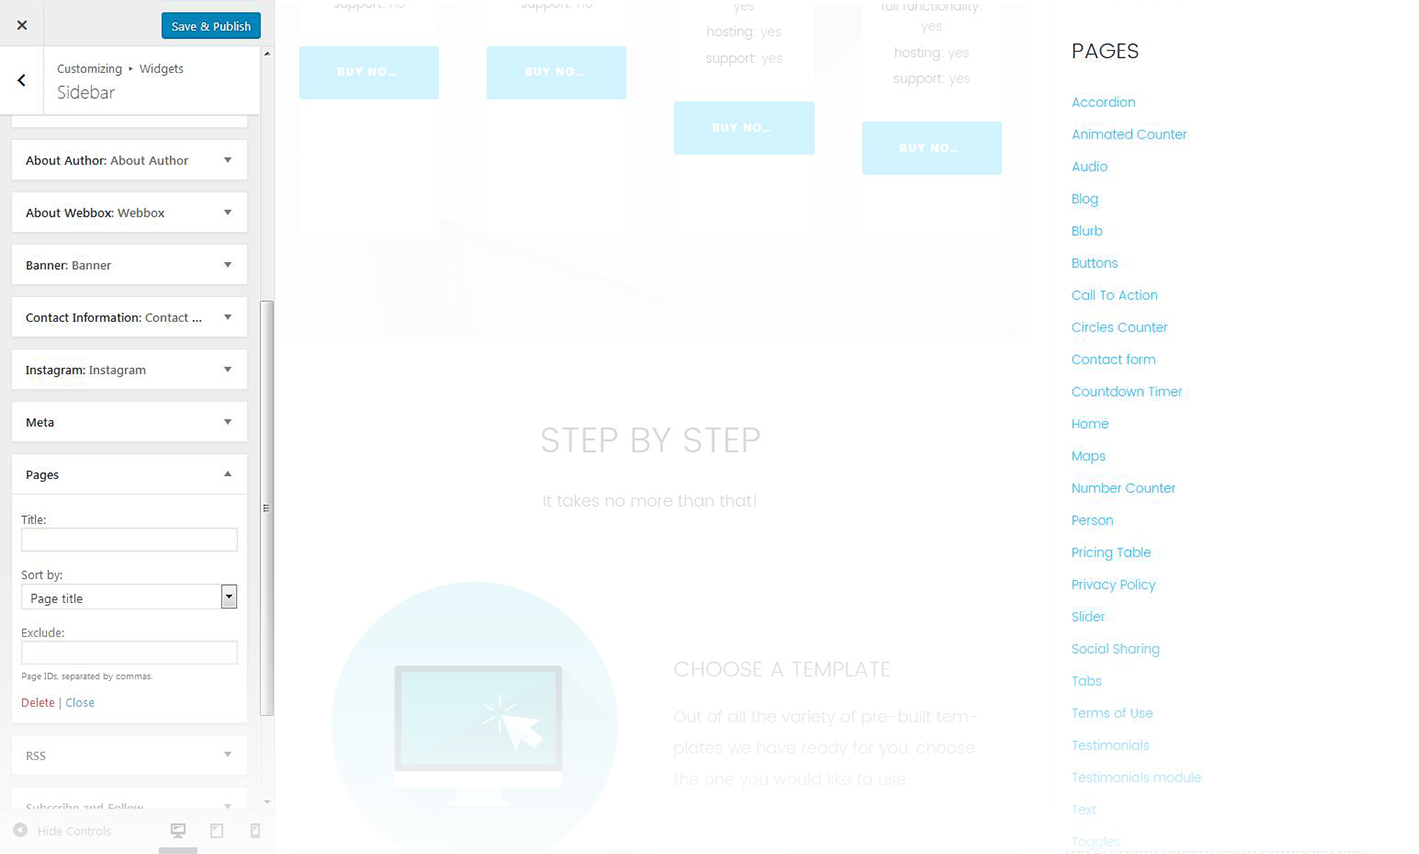 Save & Publish
Customizing ▸ Widgets
Sidebar
About Author: About Author
About Webbox: Webbox
Banner: Banner
Contact Information: Contact ...
Instagram: Instagram
Meta
Pages
Title:
Sort by:
Page title
Exclude:
Page IDs, separated by commas.
Delete | Close
RSS
Subscribe and Follow
Hide Controls
support: no
BUY NO...
support: no
BUY NO...
yes
hosting: yes
support: yes
BUY NO...
full functionality:
yes
hosting: yes
support: yes
BUY NO...
STEP BY STEP
It takes no more than that!
CHOOSE A TEMPLATE
Out of all the variety of pre-built tem-
plates we have ready for you, choose
the one you would like to use.
PAGES
Accordion
Animated Counter
Audio
Blog
Blurb
Buttons
Call To Action
Circles Counter
Contact form
Countdown Timer
Home
Maps
Number Counter
Person
Pricing Table
Privacy Policy
Slider
Social Sharing
Tabs
Terms of Use
Testimonials
Testimonials module
Text
Toggles